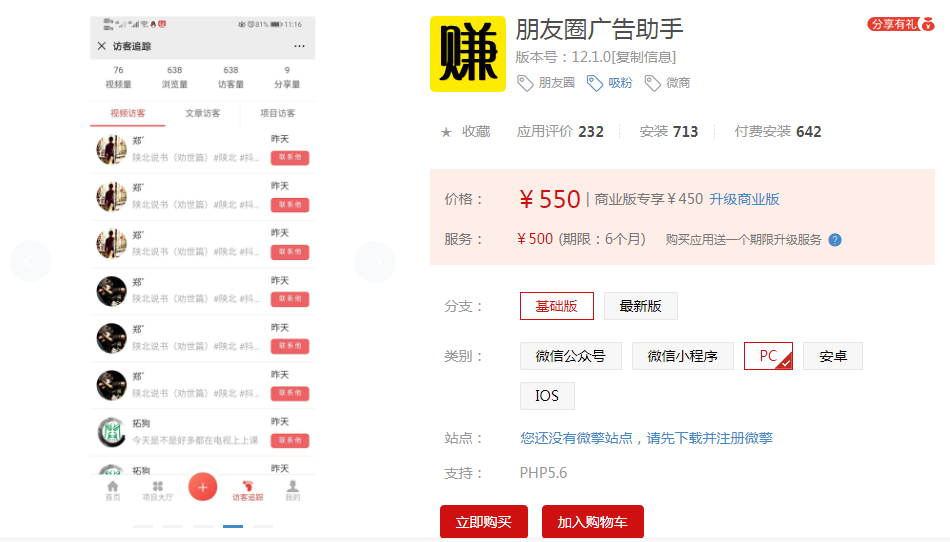 81% 11:16
访客追踪
76 638 638 9
视频量 浏览量 访客量 分享量
视频访客 文章访客 项目访客
郑 昨天
陕北说书（劝世篇）#陕北 #抖... 联系他
郑 昨天
陕北说书（劝世篇）#陕北 #抖... 联系他
郑 昨天
陕北说书（劝世篇）#陕北 #抖... 联系他
郑 昨天
陕北说书（劝世篇）#陕北 #抖... 联系他
郑 昨天
陕北说书（劝世篇）#陕北 #抖... 联系他
郑 昨天
陕北说书（劝世篇）#陕北 #抖... 联系他
拓狗 昨天
今天是不是好多都在电视上上课 联系他
拓狗 昨天
首页 项目大厅 访客追踪 我的
赚
朋友圈广告助手
分享有礼
版本号：12.1.0[复制信息]
朋友圈 吸粉 微商
★ 收藏 应用评价 232 安装 713 付费安装 642
价格： ¥ 550 | 商业版专享 ¥ 450 升级商业版
服务： ¥ 500 (期限：6个月) 购买应用送一个期限升级服务 ?
分支： 基础版 最新版
类别： 微信公众号 微信小程序 PC 安卓
IOS
站点： 您还没有微擎站点，请先下载并注册微擎
支持： PHP5.6
立即购买 加入购物车